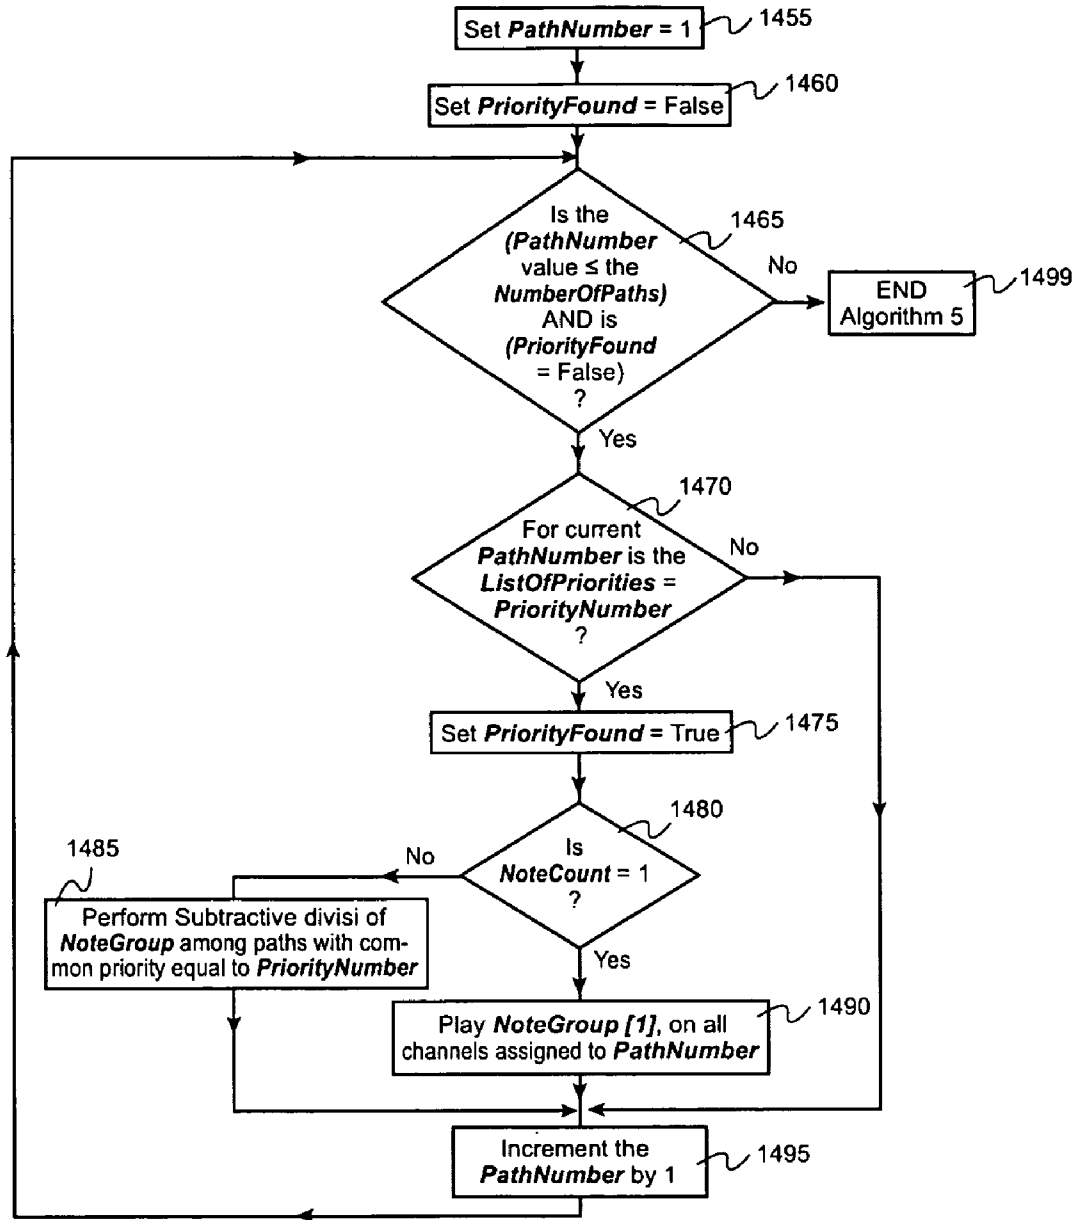 Set PathNumber = 1
1455
Set PriorityFound = False
1460
Is the
(PathNumber
value ≤ the
NumberOfPaths)
AND is
(PriorityFound
= False)
?
1465
No
END
Algorithm 5
1499
Yes
For current
PathNumber is the
ListOfPriorities =
PriorityNumber
?
1470
No
Yes
Set PriorityFound = True
1475
Is
NoteCount = 1
?
1480
No
1485
Perform Subtractive divisi of
NoteGroup among paths with com-
mon priority equal to PriorityNumber
Yes
Play NoteGroup [1], on all
channels assigned to PathNumber
1490
Increment the
PathNumber by 1
1495